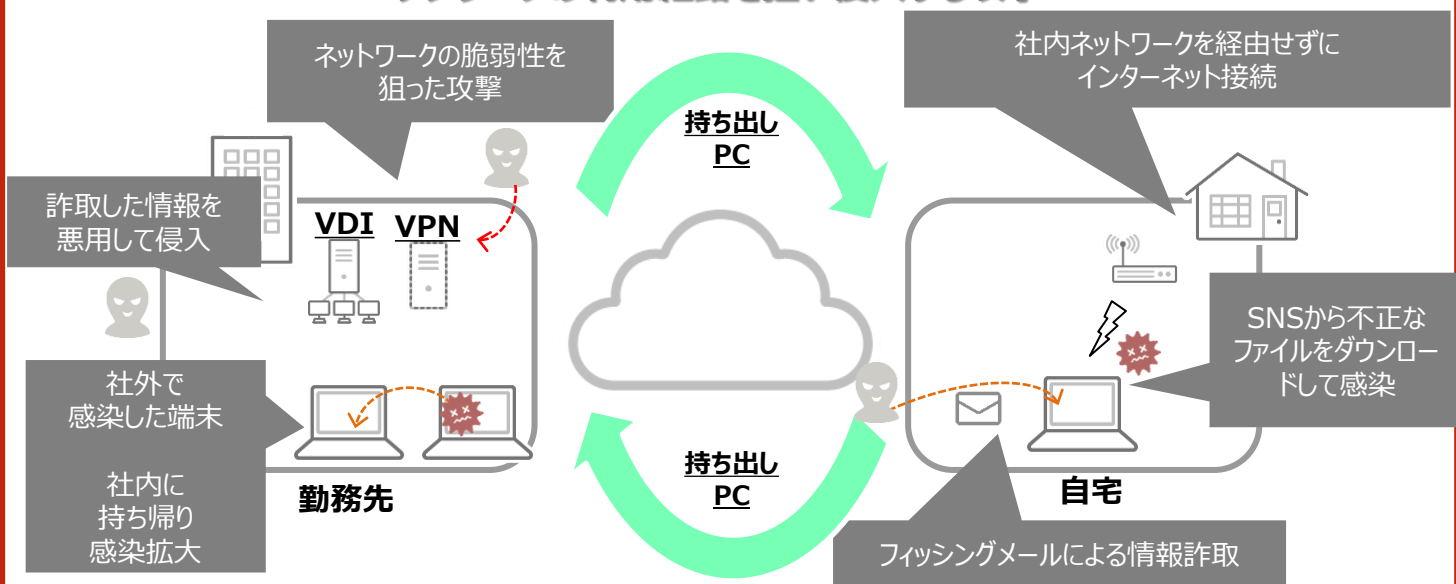 ネットワークの脆弱性を
狙った攻撃
社内ネットワークを経由せずに
インターネット接続
持ち出し
PC
詐取した情報を
悪用して侵入
VDI
VPN
SNSから不正な
ファイルをダウンロー
ドして感染
社外で
感染した端末
社内に
持ち帰り
感染拡大
勤務先
持ち出し
PC
自宅
フィッシングメールによる情報詐取